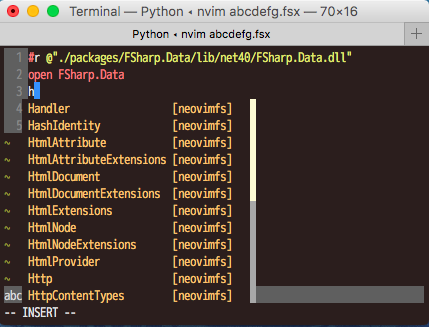 Terminal — Python ◂ nvim abcdefg.fsx — 70×16
Python ◂ nvim abcdefg.fsx +
1 #r @"./packages/FSharp.Data/lib/net40/FSharp.Data.dll"
2 open FSharp.Data
3 h
4 Handler [neovimfs]
5 HashIdentity [neovimfs]
~ HtmlAttribute [neovimfs]
~ HtmlAttributeExtensions [neovimfs]
~ HtmlDocument [neovimfs]
~ HtmlDocumentExtensions [neovimfs]
~ HtmlExtensions [neovimfs]
~ HtmlNode [neovimfs]
~ HtmlNodeExtensions [neovimfs]
~ HtmlProvider [neovimfs]
~ Http [neovimfs]
abc HttpContentTypes [neovimfs]
-- INSERT --